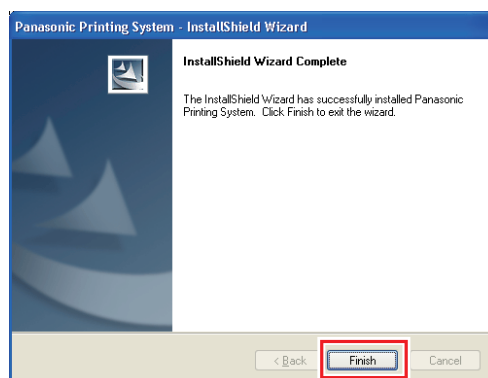 Panasonic Printing System - InstallShield Wizard
InstallShield Wizard Complete
The InstallShield Wizard has successfully installed Panasonic
Printing System. Click Finish to exit the wizard.
< Back
Finish
Cancel